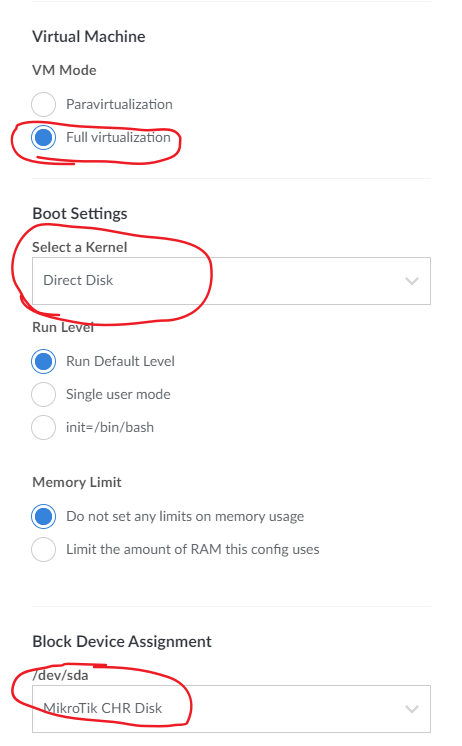 Virtual Machine
VM Mode
Paravirtualization
Full virtualization
Boot Settings
Select a Kernel
Direct Disk
Run Level
Run Default Level
Single user mode
init=/bin/bash
Memory Limit
Do not set any limits on memory usage
Limit the amount of RAM this config uses
Block Device Assignment
/dev/sda
MikroTik CHR Disk